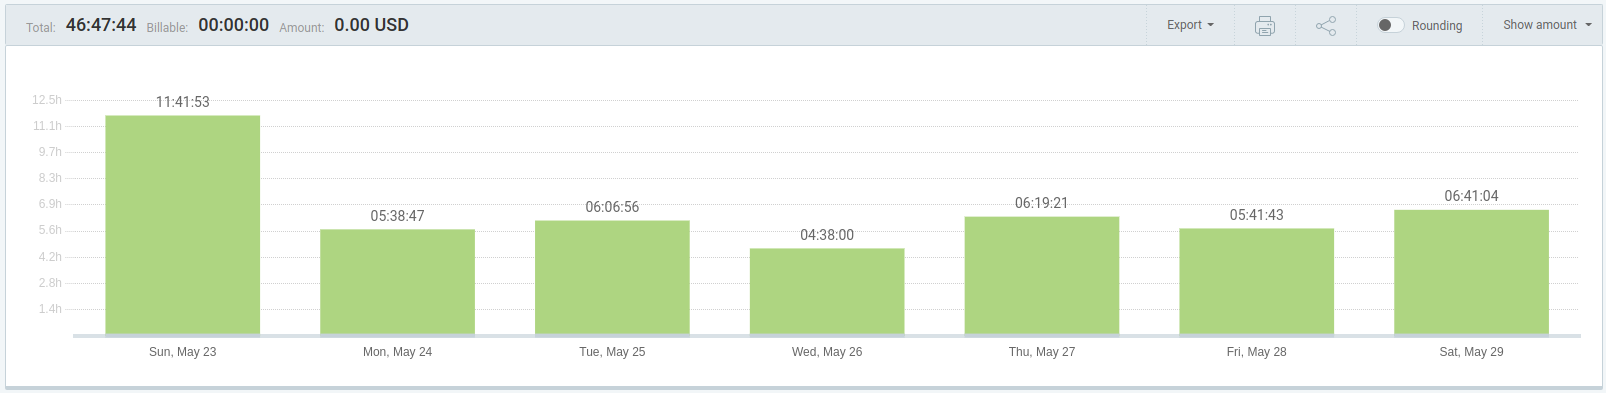 Total: 46:47:44 Billable: 00:00:00 Amount: 0.00 USD Export Rounding Show amount
12.5h
11.1h
9.7h
8.3h
6.9h
5.6h
4.2h
2.8h
1.4h
11:41:53
05:38:47
06:06:56
04:38:00
06:19:21
05:41:43
06:41:04
Sun, May 23 Mon, May 24 Tue, May 25 Wed, May 26 Thu, May 27 Fri, May 28 Sat, May 29